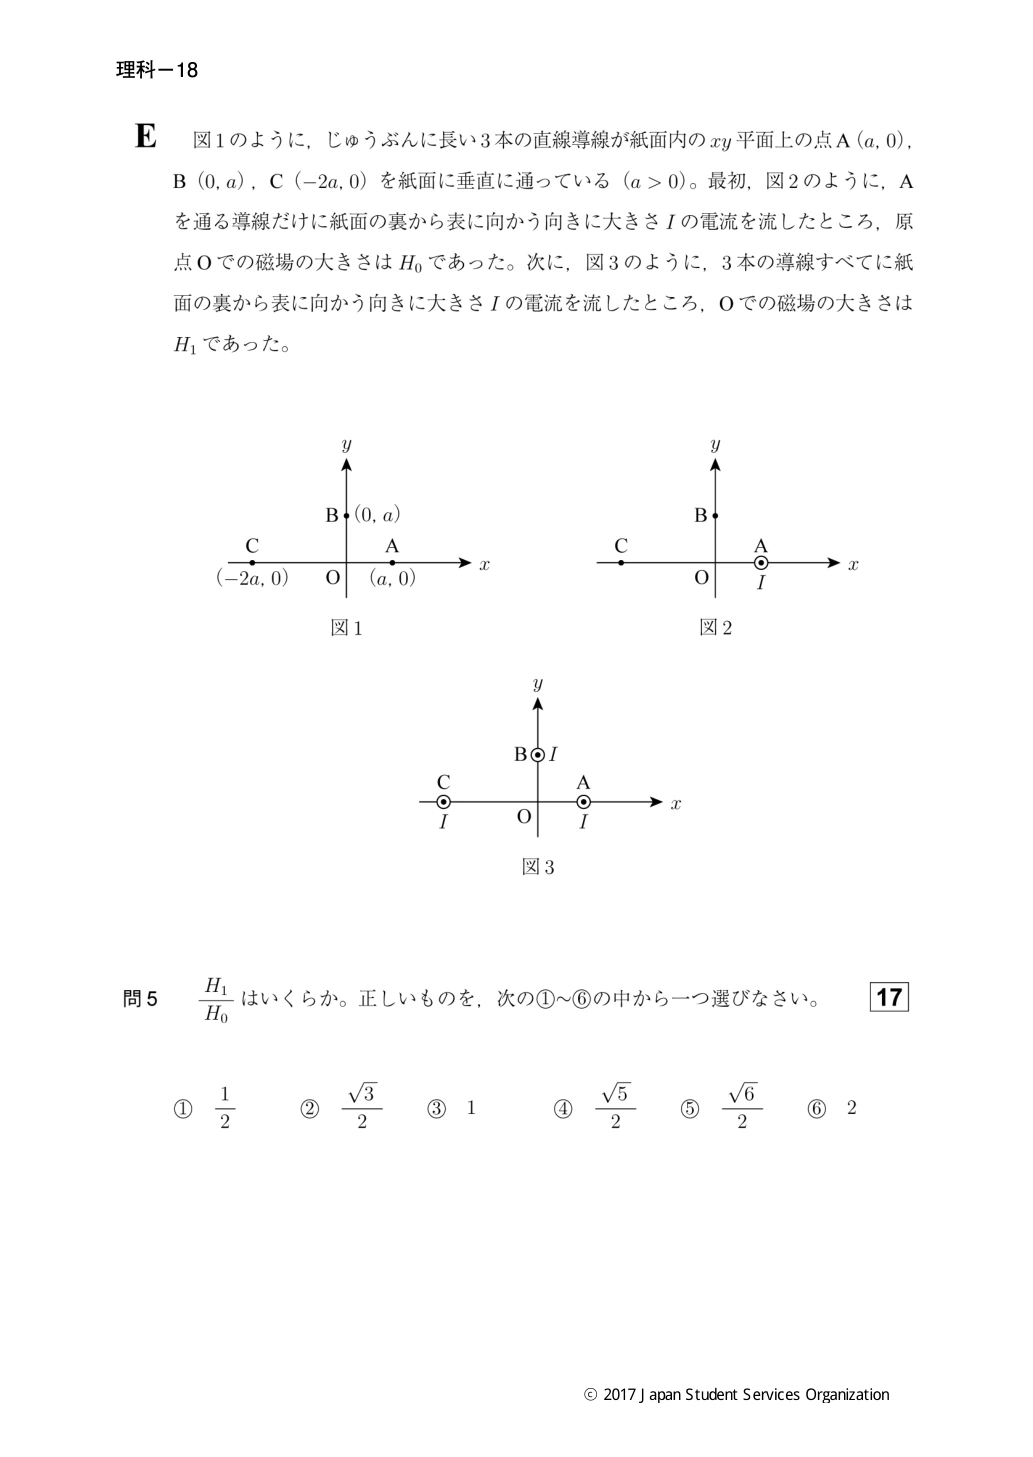 理科－18
E 図1のように，じゅうぶんに長い3本の直線導線が紙面内の xy 平面上の点 A (a, 0)，
B (0, a)，C (−2a, 0) を紙面に垂直に通っている（a > 0）。最初，図2のように，A
を通る導線だけに紙面の裏から表に向かう向きに大きさ I の電流を流したところ，原
点 O での磁場の大きさは H₀ であった。次に，図3のように，3本の導線すべてに紙
面の裏から表に向かう向きに大きさ I の電流を流したところ，O での磁場の大きさは
H₁ であった。
y
B (0, a)
C A
x
(−2a, 0) O (a, 0)
図1
y
B
C A
x
O I
図2
y
B I
C A
x
I O I
図3
問5 H₁/H₀ はいくらか。正しいものを，次の①～⑥の中から一つ選びなさい。 17
① 1/2 ② √3/2 ③ 1 ④ √5/2 ⑤ √6/2 ⑥ 2
© 2017 Japan Student Services Organization